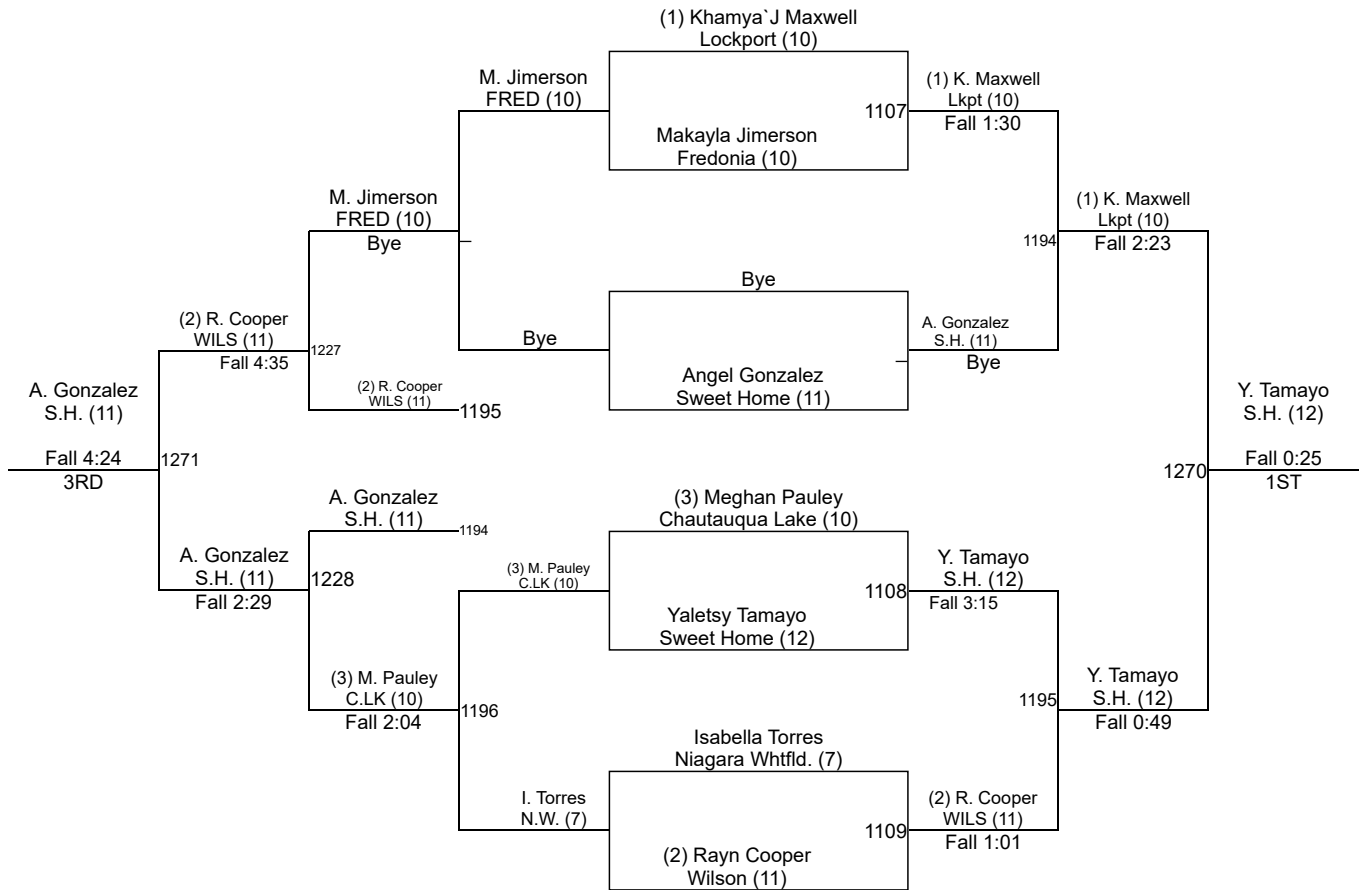 (1) Khamya`J Maxwell
Lockport (10)
M. Jimerson
FRED (10)
1107
(1) K. Maxwell
Lkpt (10)
Fall 1:30
Makayla Jimerson
Fredonia (10)
M. Jimerson
FRED (10)
Bye
(1) K. Maxwell
Lkpt (10)
Fall 2:23
1194
Bye
(2) R. Cooper
WILS (11)
Fall 4:35
1227
Bye
A. Gonzalez
S.H. (11)
Bye
Angel Gonzalez
Sweet Home (11)
(2) R. Cooper
WILS (11)
1195
A. Gonzalez
S.H. (11)
Fall 4:24
3RD
1271
Y. Tamayo
S.H. (12)
Fall 0:25
1ST
1270
A. Gonzalez
S.H. (11)
1194
(3) Meghan Pauley
Chautauqua Lake (10)
A. Gonzalez
S.H. (11)
Fall 2:29
1228
(3) M. Pauley
C.LK (10)
1108
Y. Tamayo
S.H. (12)
Fall 3:15
Yaletsy Tamayo
Sweet Home (12)
(3) M. Pauley
C.LK (10)
Fall 2:04
1196
1195
Y. Tamayo
S.H. (12)
Fall 0:49
Isabella Torres
Niagara Whtfld. (7)
I. Torres
N.W. (7)
1109
(2) R. Cooper
WILS (11)
Fall 1:01
(2) Rayn Cooper
Wilson (11)